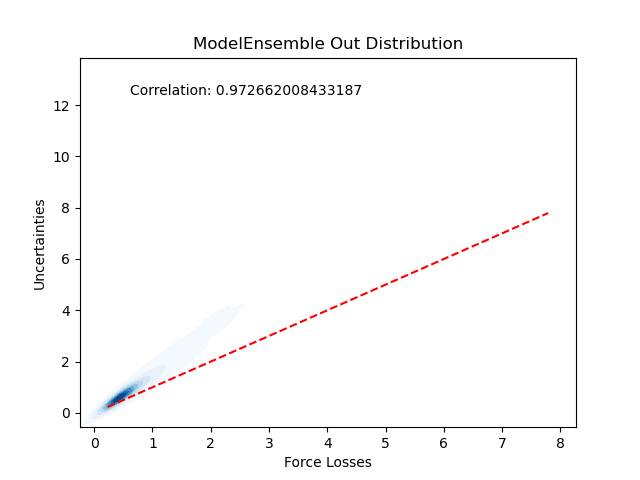 ModelEnsemble Out Distribution
Correlation: 0.972662008433187
12
10
8
6
4
2
0
Uncertainties
0 1 2 3 4 5 6 7 8
Force Losses